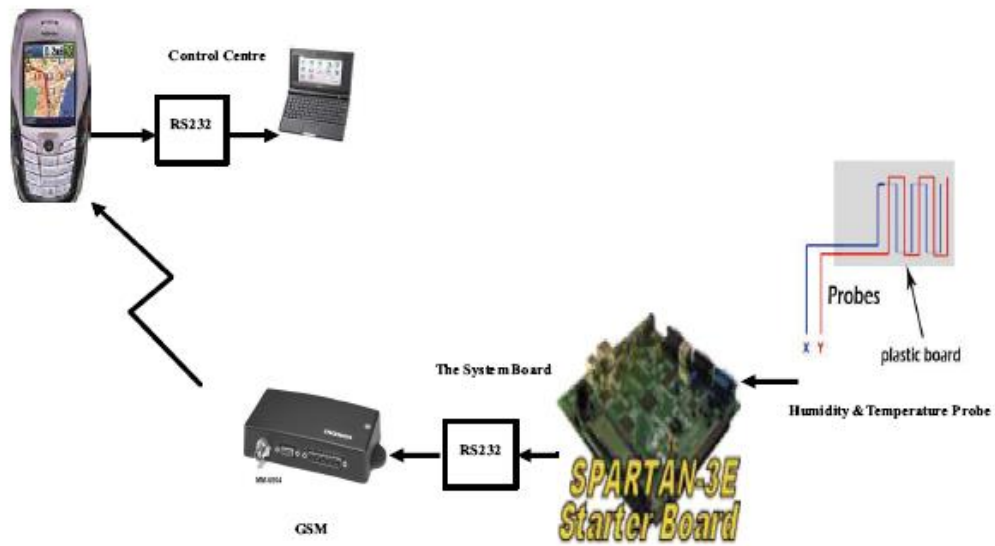 Control Centre
RS232
Probes
X Y
plastic board
Humidity & Temperature Probe
The System Board
RS232
SPARTAN-3E
Starter Board
GSM